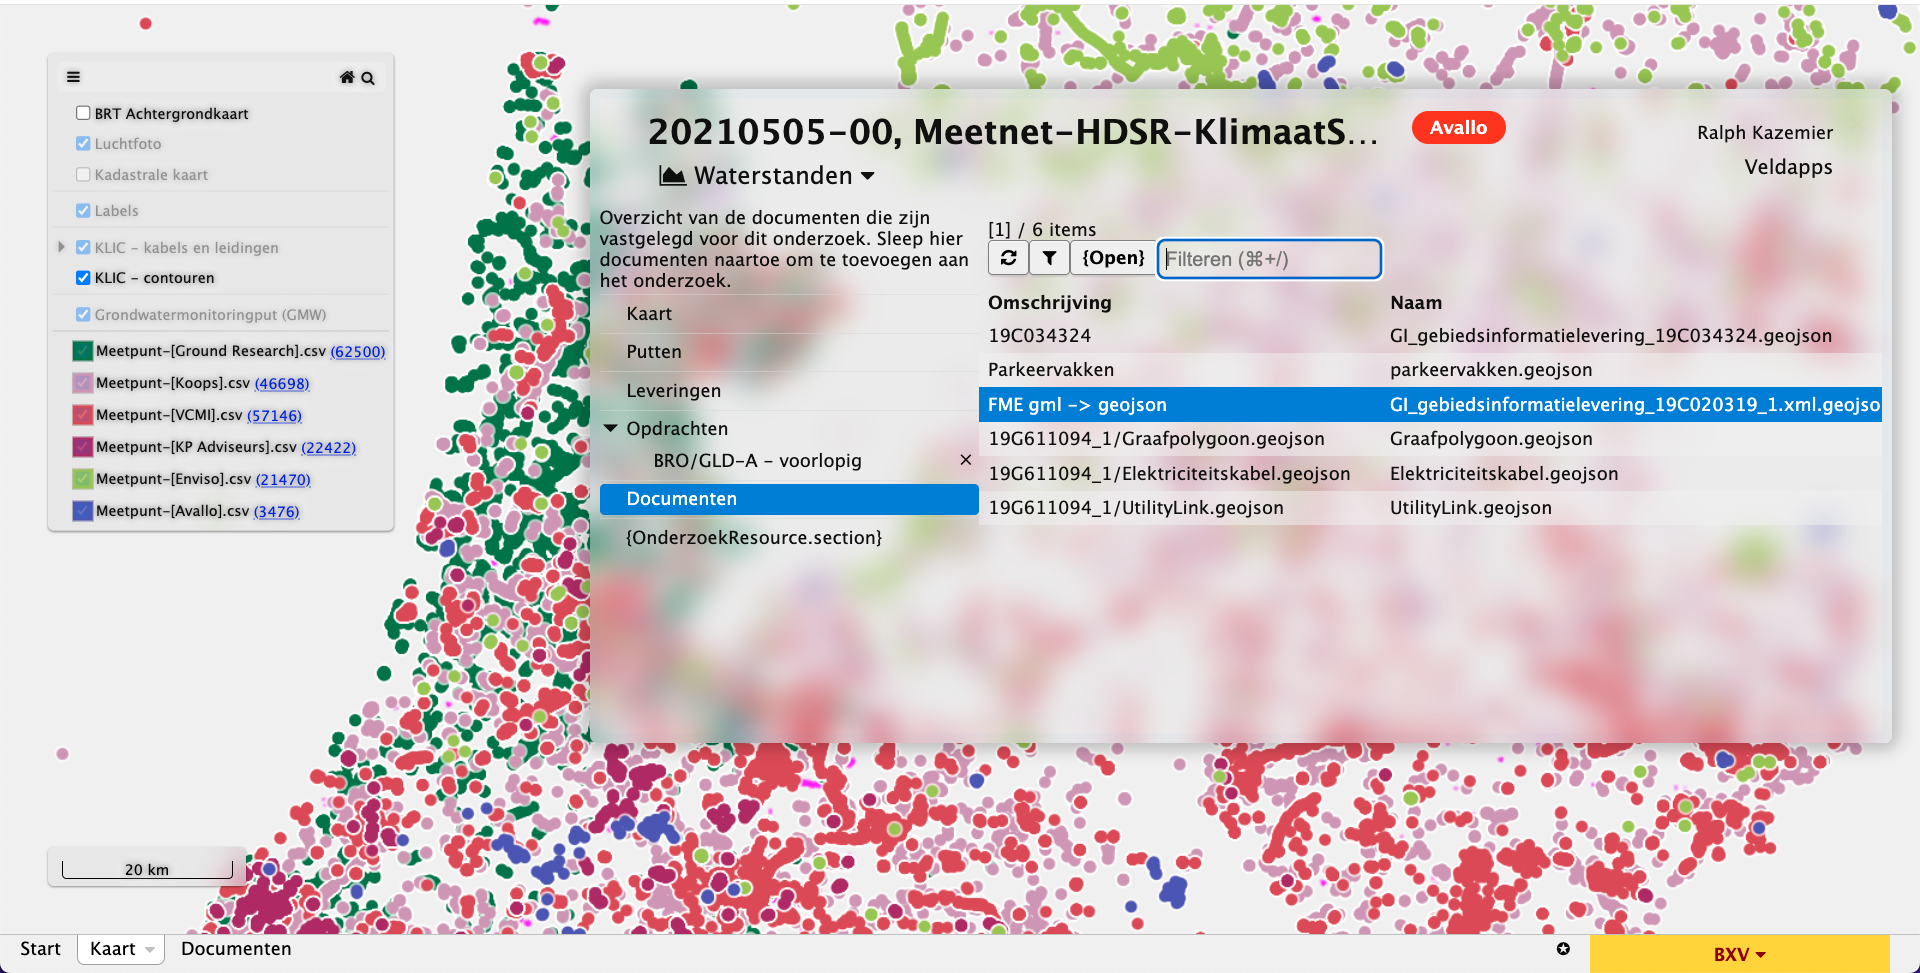 BRT Achtergrondkaart
Luchtfoto
Kadastrale kaart
Labels
KLIC - kabels en leidingen
KLIC - contouren
Grondwatermonitoringput (GMW)
Meetpunt-[Ground Research].csv (62500)
Meetpunt-[Koops].csv (46698)
Meetpunt-[VCMI].csv (57146)
Meetpunt-[KP Adviseurs].csv (22422)
Meetpunt-[Enviso].csv (21470)
Meetpunt-[Avallo].csv (3476)
20 km
20210505-00, Meetnet-HDSR-KlimaatS...
Avallo
Ralph Kazemier
Veldapps
Waterstanden
Overzicht van de documenten die zijn
vastgelegd voor dit onderzoek. Sleep hier
documenten naartoe om te toevoegen aan
het onderzoek.
Kaart
Putten
Leveringen
Opdrachten
BRO/GLD-A - voorlopig
Documenten
{OnderzoekResource.section}
[1] / 6 items
{Open} Filteren (⌘+/)
Omschrijving Naam
19C034324 GI_gebiedsinformatielevering_19C034324.geojson
Parkeervakken parkeervakken.geojson
FME gml -> geojson GI_gebiedsinformatielevering_19C020319_1.xml.geojso
19G611094_1/Graafpolygoon.geojson Graafpolygoon.geojson
19G611094_1/Elektriciteitskabel.geojson Elektriciteitskabel.geojson
19G611094_1/UtilityLink.geojson UtilityLink.geojson
Start Kaart Documenten
BXV